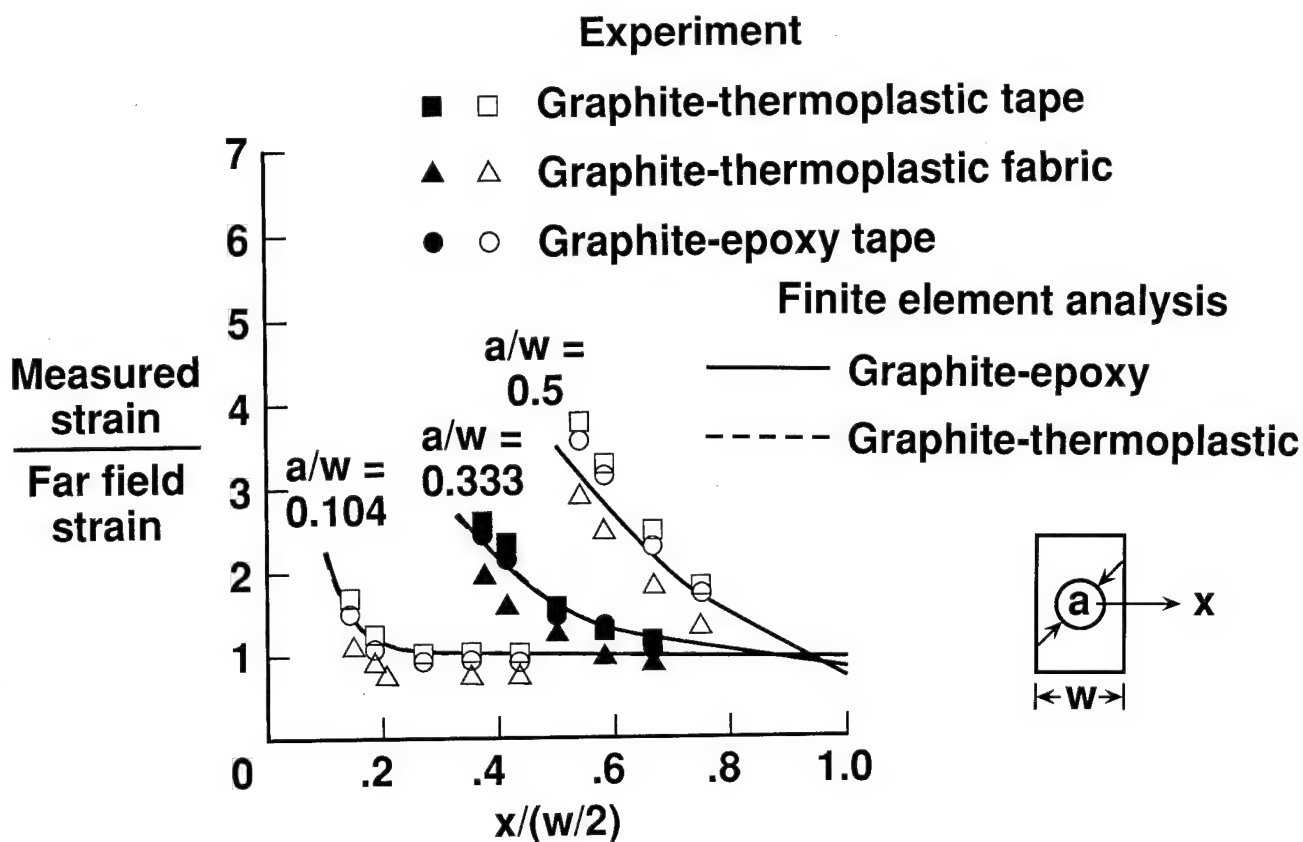 Experiment
Graphite-thermoplastic tape
Graphite-thermoplastic fabric
Graphite-epoxy tape
Finite element analysis
Graphite-epoxy
Graphite-thermoplastic
Measured
strain
Far field
strain
7
6
5
4
3
2
1
0
.2
.4
.6
.8
1.0
x/(w/2)
a/w =
0.104
a/w =
0.333
a/w =
0.5
a
x
w